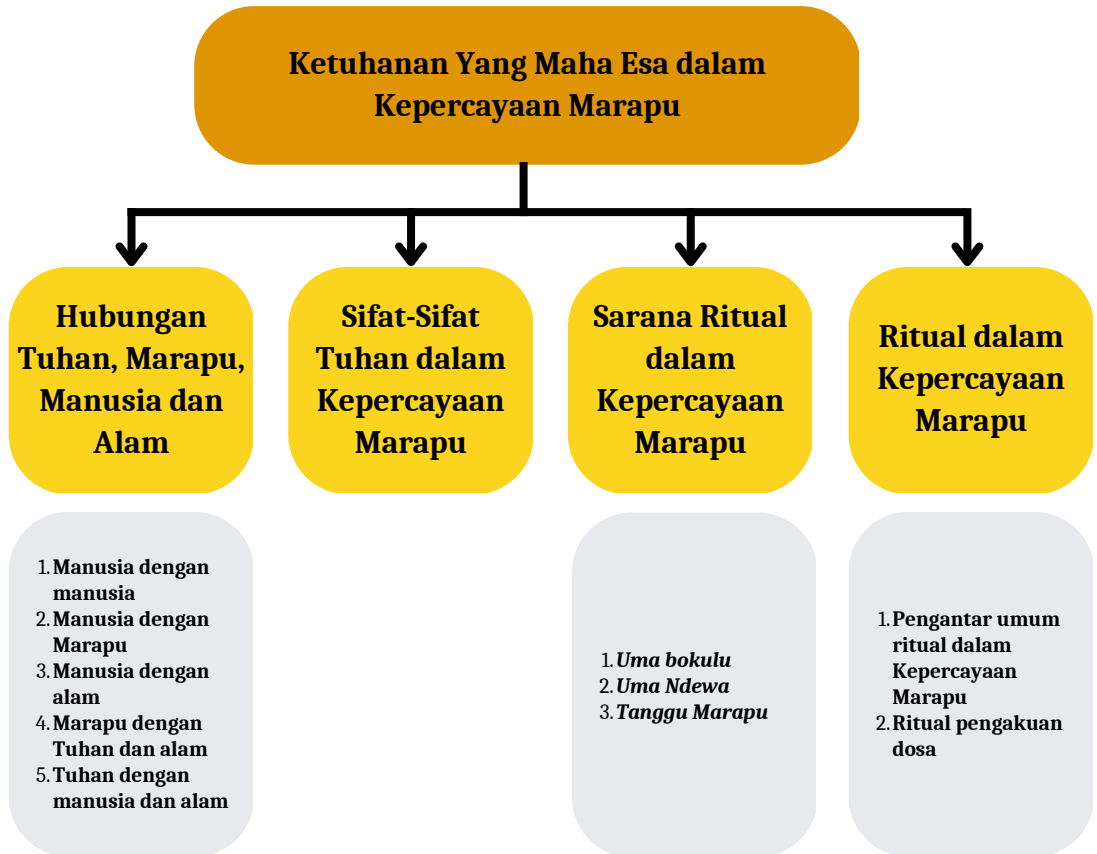 Ketuhanan Yang Maha Esa dalam
Kepercayaan Marapu
Hubungan
Tuhan, Marapu,
Manusia dan
Alam
Sifat-Sifat
Tuhan dalam
Kepercayaan
Marapu
Sarana Ritual
dalam
Kepercayaan
Marapu
Ritual dalam
Kepercayaan
Marapu
1. Manusia dengan
manusia
2. Manusia dengan
Marapu
3. Manusia dengan
alam
4. Marapu dengan
Tuhan dan alam
5. Tuhan dengan
manusia dan alam
1. Uma bokulu
2. Uma Ndewa
3. Tanggu Marapu
1. Pengantar umum
ritual dalam
Kepercayaan
Marapu
2. Ritual pengakuan
dosa